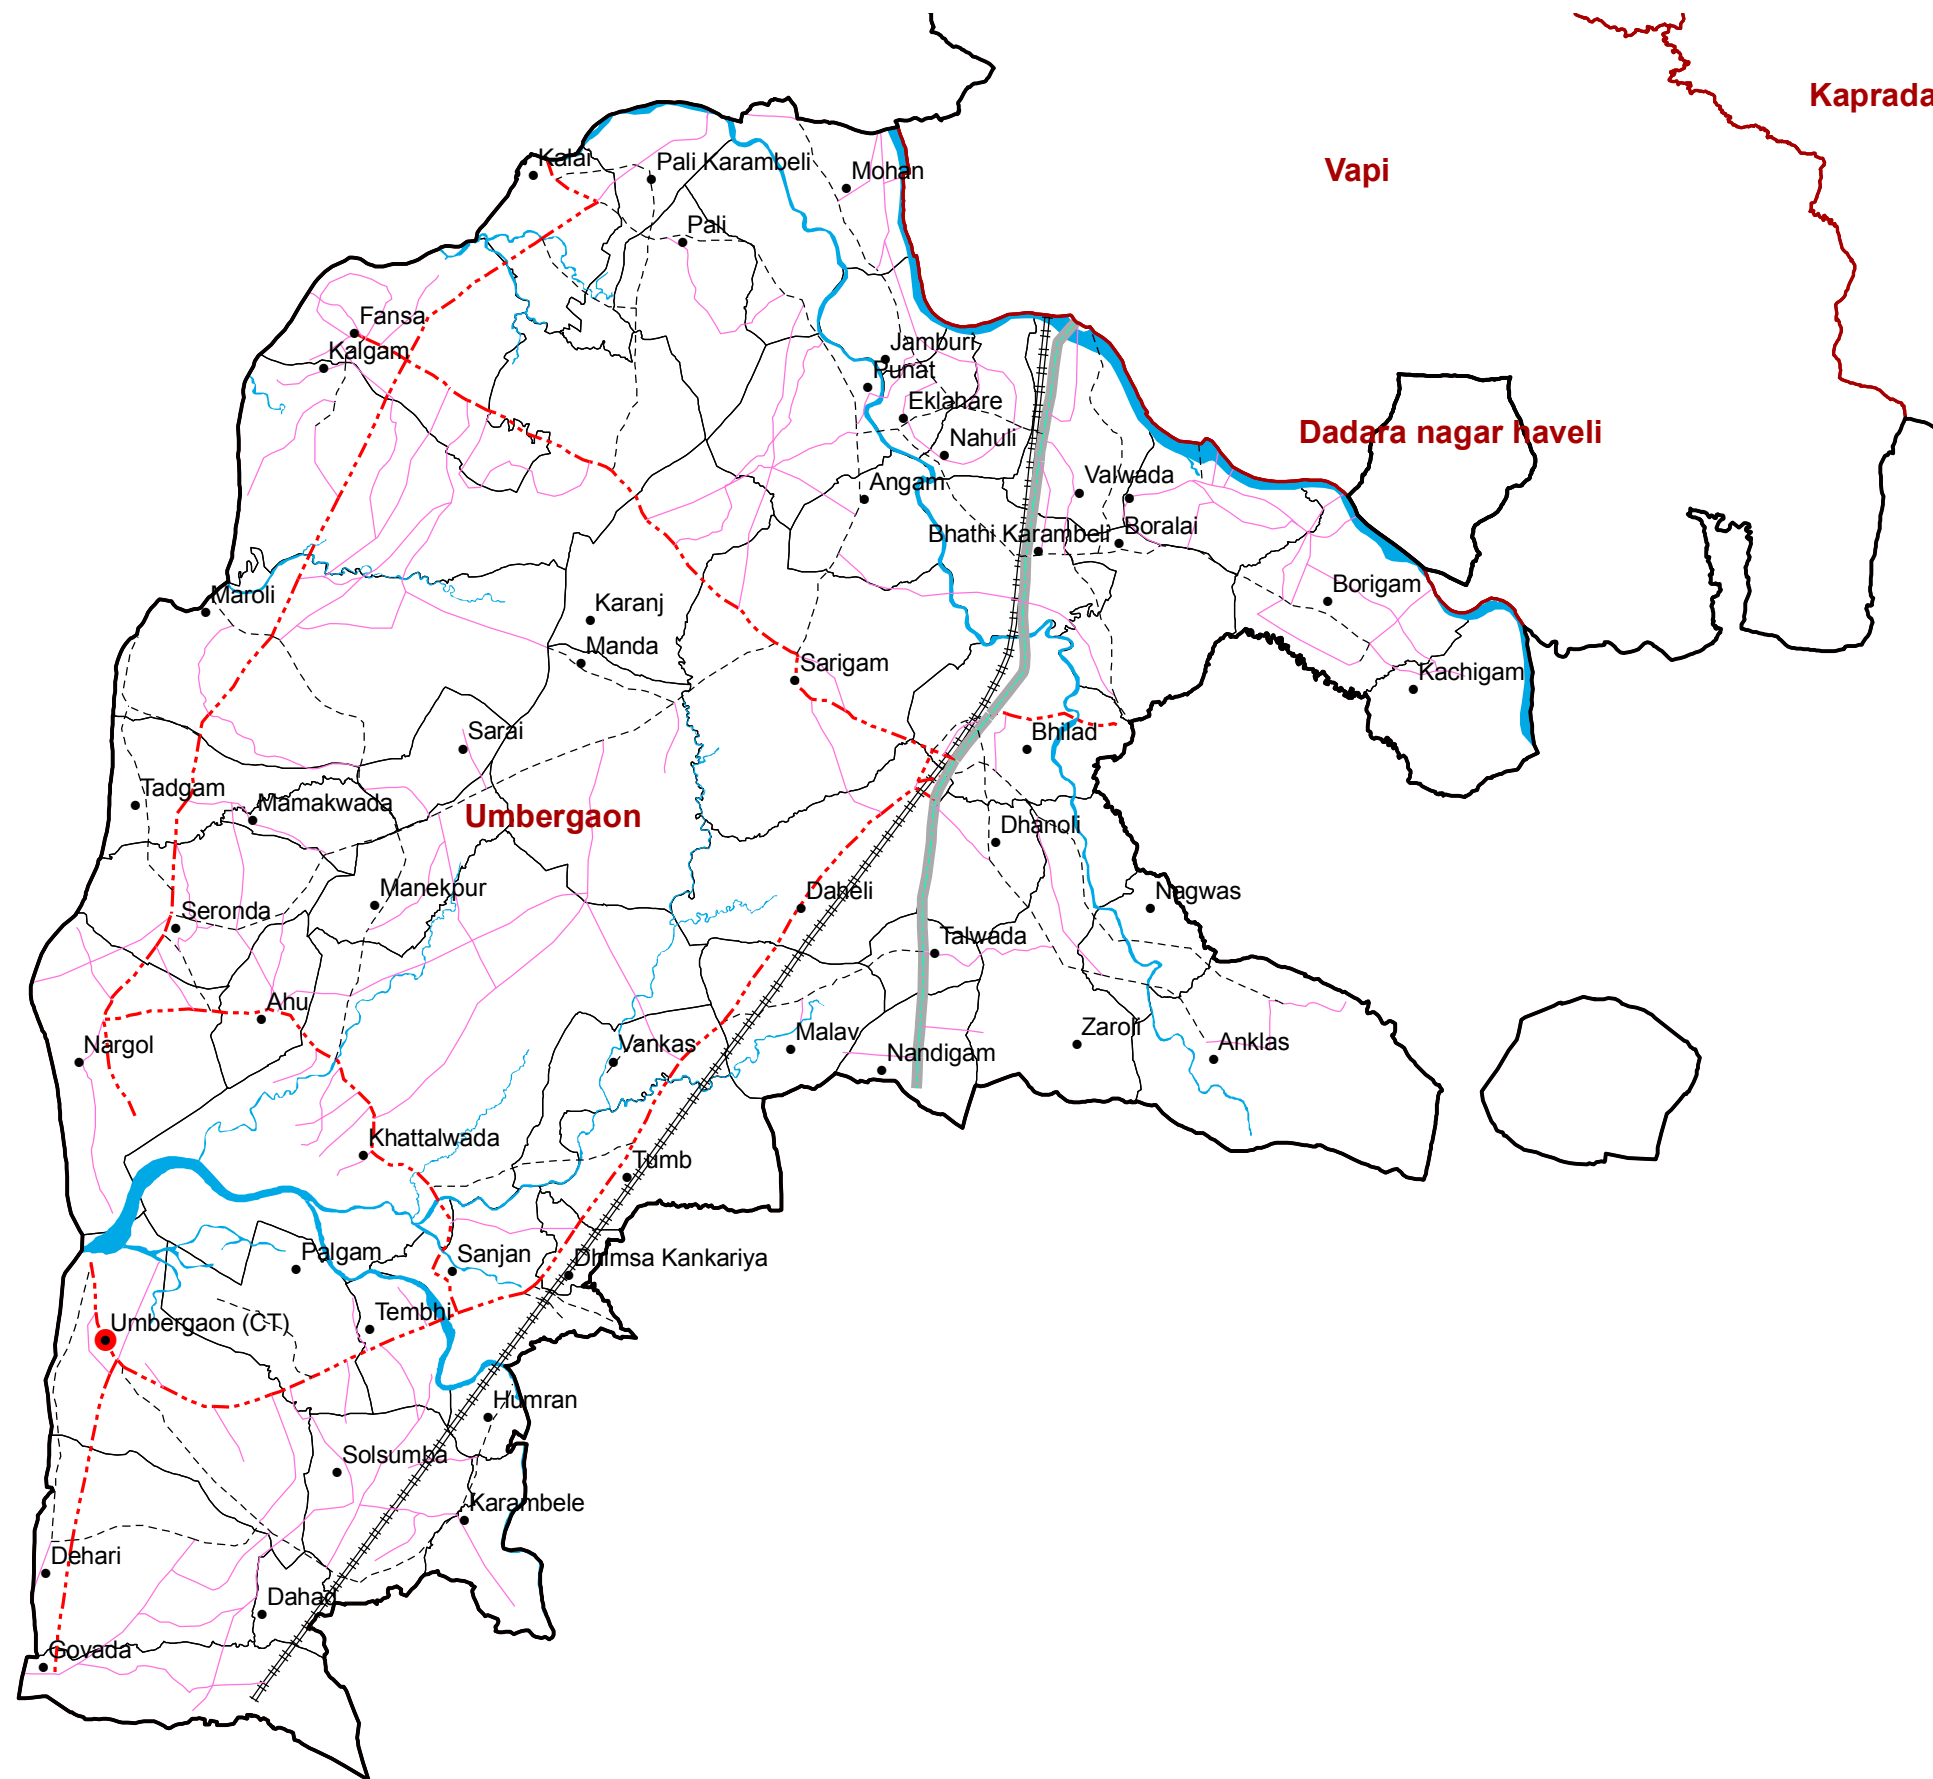 Kaprada
Vapi
Kalai
Pali Karambeli
Mohan
Pali
Fansa
Kalgam
Jamburi
Punat
Eklahare
Dadara nagar haveli
Nahuli
Angam
Valwada
Bhathi Karambeli
Boralai
Maroli
Karanj
Borigam
Manda
Sarigam
Kachigam
Sarai
Bhilad
Tadgam
Mamakwada
Umbergaon
Dhanoli
Manekpur
Daheli
Nagwas
Seronda
Talwada
Ahu
Nargol
Vankas
Malav
Nandigam
Zaroli
Anklas
Khattalwada
Tumb
Palgam
Sanjan
Dhimsa Kankariya
Umbergaon (CT)
Tembhi
Humran
Solsumba
Karambele
Dehari
Dahad
Govada